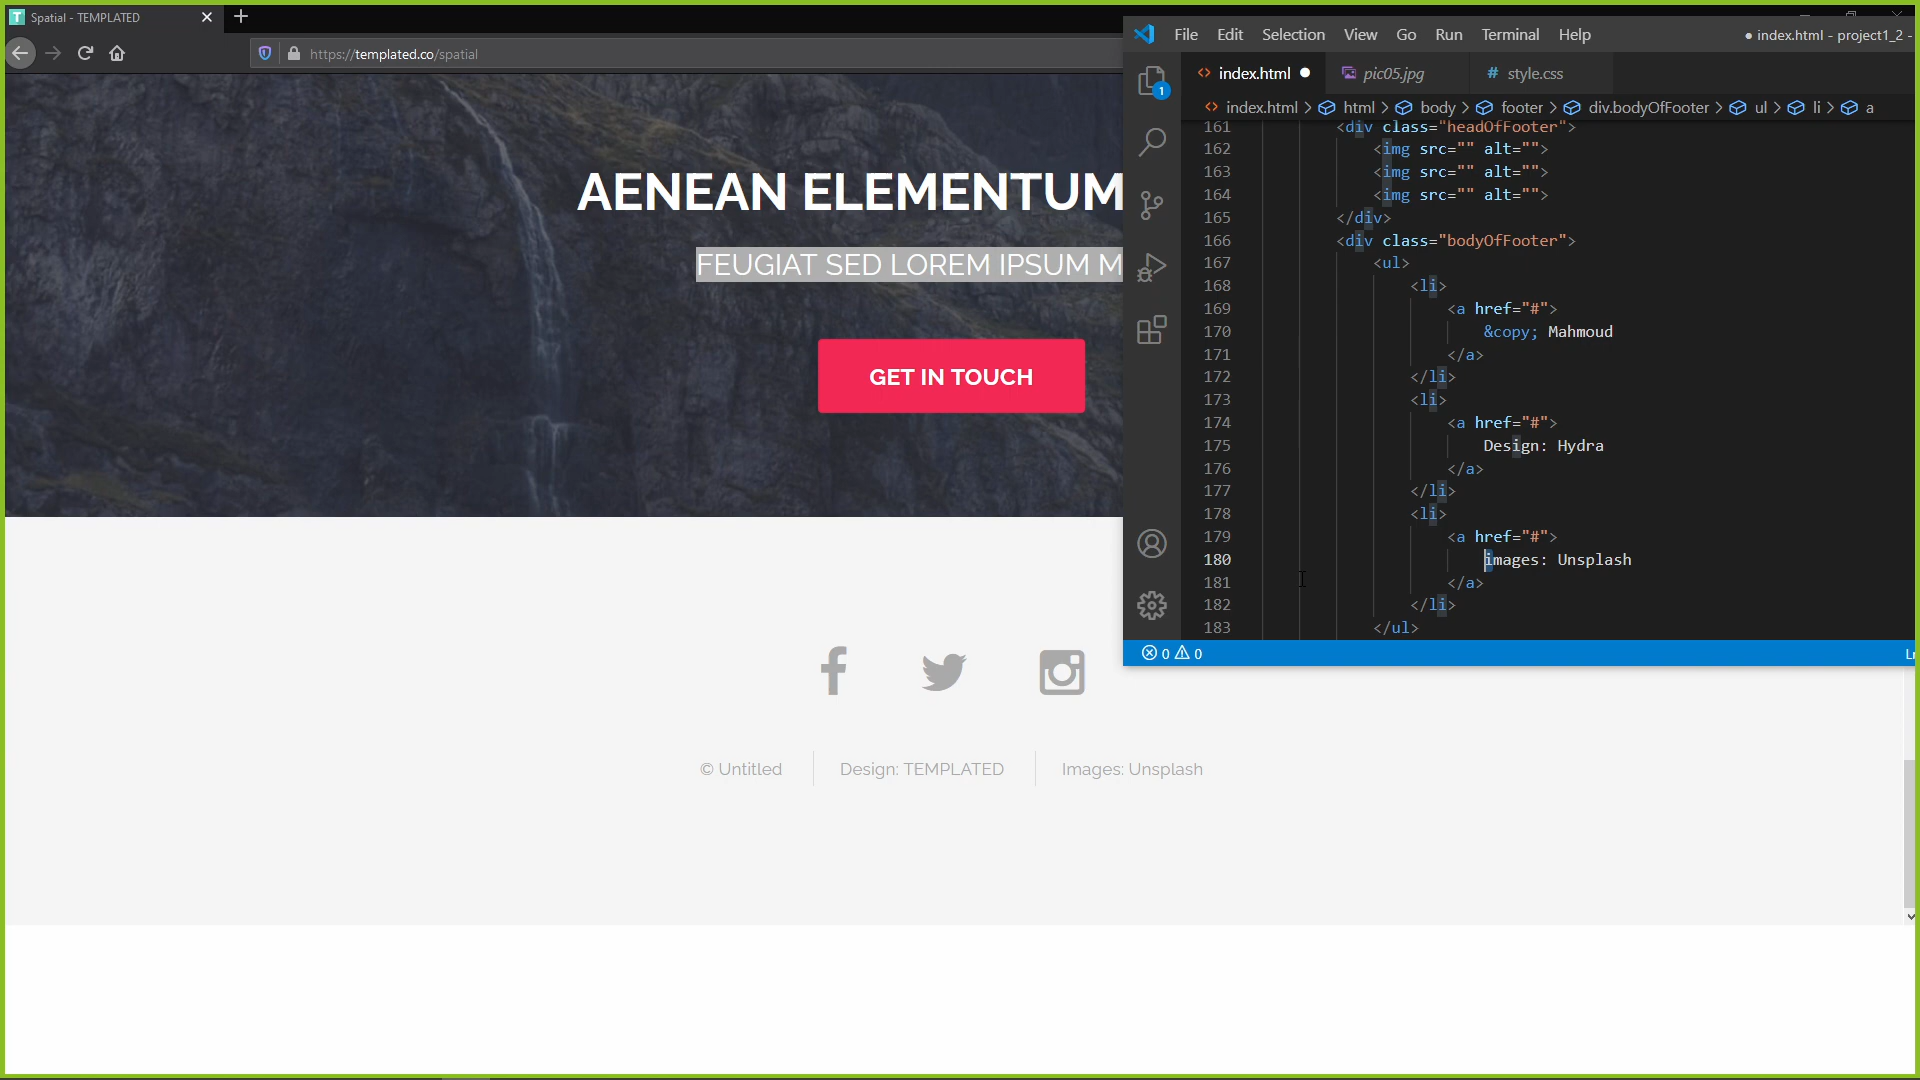 Spatial - TEMPLATED
https://templated.co/spatial
AENEAN ELEMENTUM
FEUGIAT SED LOREM IPSUM M
GET IN TOUCH
© Untitled
Design: TEMPLATED
Images: Unsplash
File Edit Selection View Go Run Terminal Help
● index.html - project1_2 -
<> index.html ●
pic05.jpg
# style.css
<> index.html > html > body > footer > div.bodyOfFooter > ul > li > a
1
161 <div class="headOfFooter">
162 <img src="" alt="">
163 <img src="" alt="">
164 <img src="" alt="">
165 </div>
166 <div class="bodyOfFooter">
167 <ul>
168 <li>
169 <a href="#">
170 &copy; Mahmoud
171 </a>
172 </li>
173 <li>
174 <a href="#">
175 Design: Hydra
176 </a>
177 </li>
178 <li>
179 <a href="#">
180 images: Unsplash
181 </a>
182 </li>
183 </ul>
0 0